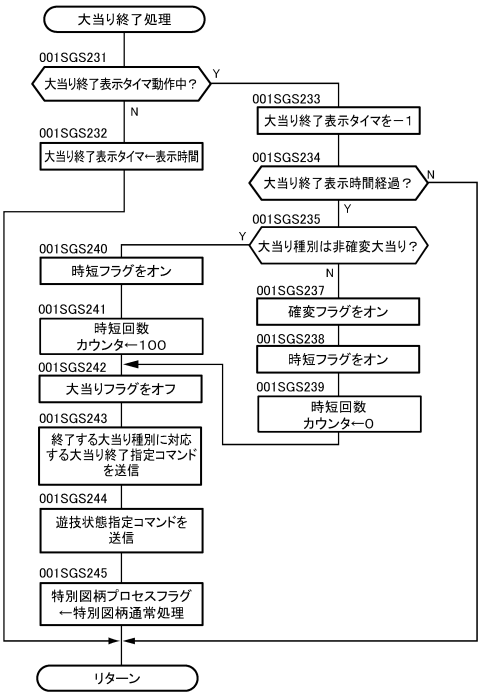 大当り終了処理
001SGS231
大当り終了表示タイマ動作中？
Y
N
001SGS232
大当り終了表示タイマ←表示時間
001SGS233
大当り終了表示タイマを－１
001SGS234
大当り終了表示時間経過？
N
Y
001SGS235
大当り種別は非確変大当り？
Y
N
001SGS240
時短フラグをオン
001SGS241
時短回数
カウンタ←１００
001SGS237
確変フラグをオン
001SGS238
時短フラグをオン
001SGS239
時短回数
カウンタ←０
001SGS242
大当りフラグをオフ
001SGS243
終了する大当り種別に対応
する大当り終了指定コマンド
を送信
001SGS244
遊技状態指定コマンドを
送信
001SGS245
特別図柄プロセスフラグ
←特別図柄通常処理
リターン